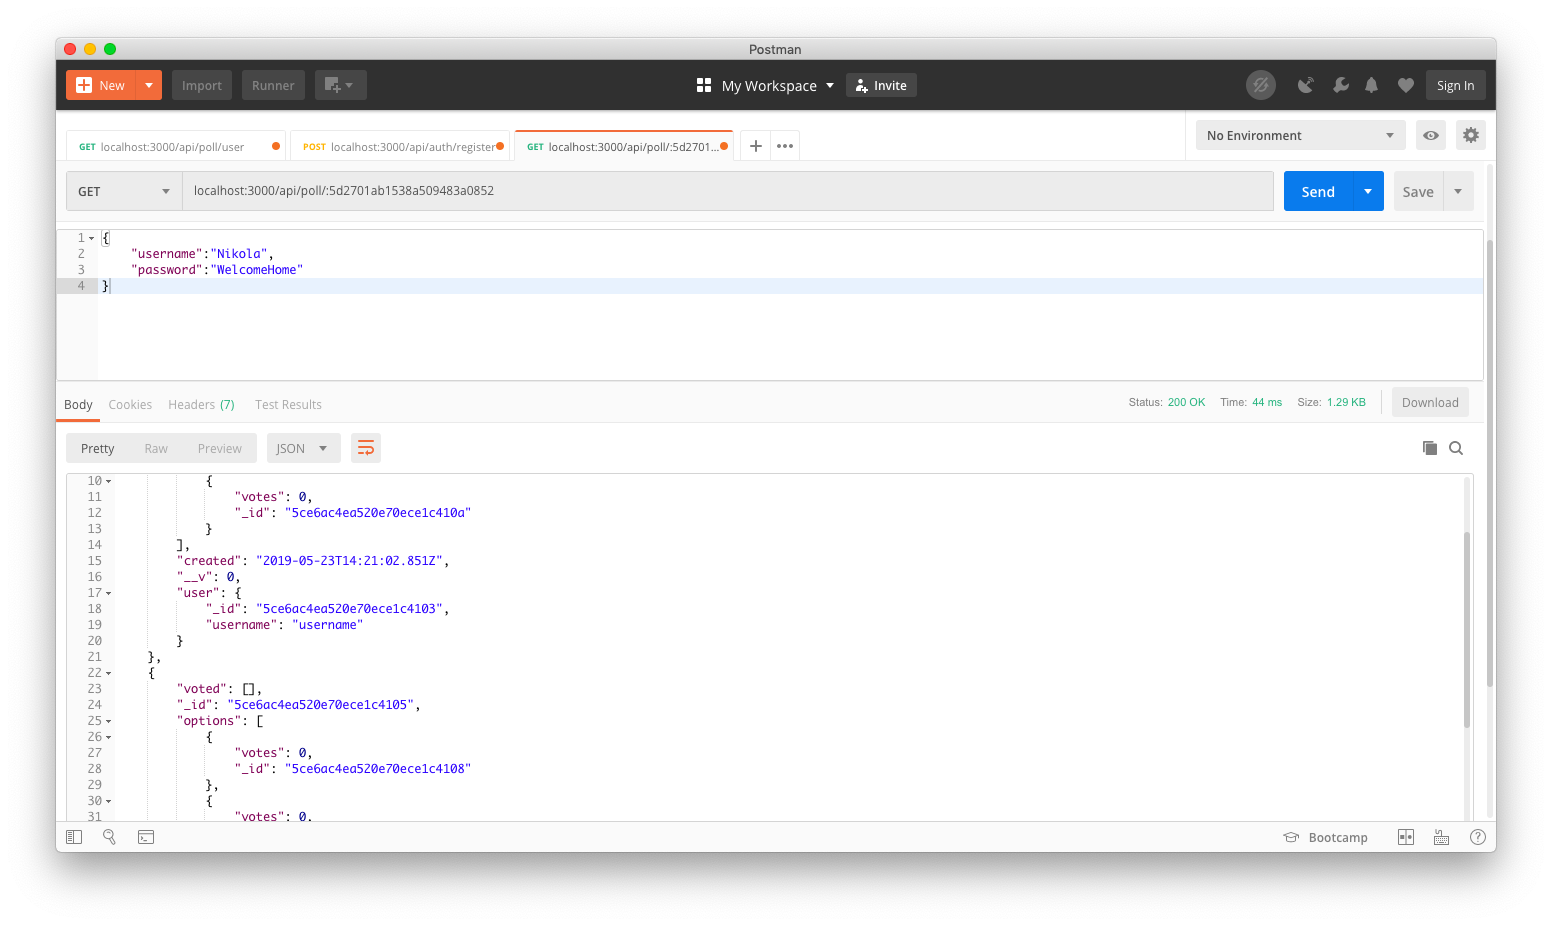 Postman
New Import Runner My Workspace Invite Sign In
GET localhost:3000/api/poll/user POST localhost:3000/api/auth/register GET localhost:3000/api/poll/:5d2701... + ••• No Environment
GET localhost:3000/api/poll/:5d2701ab1538a509483a0852 Send Save
1 {
2 "username":"Nikola",
3 "password":"WelcomeHome"
4 }
Body Cookies Headers (7) Test Results Status: 200 OK Time: 44 ms Size: 1.29 KB Download
Pretty Raw Preview JSON
10 {
11 "votes": 0,
12 "_id": "5ce6ac4ea520e70ece1c410a"
13 }
14 ],
15 "created": "2019-05-23T14:21:02.851Z",
16 "__v": 0,
17 "user": {
18 "_id": "5ce6ac4ea520e70ece1c4103",
19 "username": "username"
20 }
21 },
22 {
23 "voted": [],
24 "_id": "5ce6ac4ea520e70ece1c4105",
25 "options": [
26 {
27 "votes": 0,
28 "_id": "5ce6ac4ea520e70ece1c4108"
29 },
30 {
31 "votes": 0,
Bootcamp ?